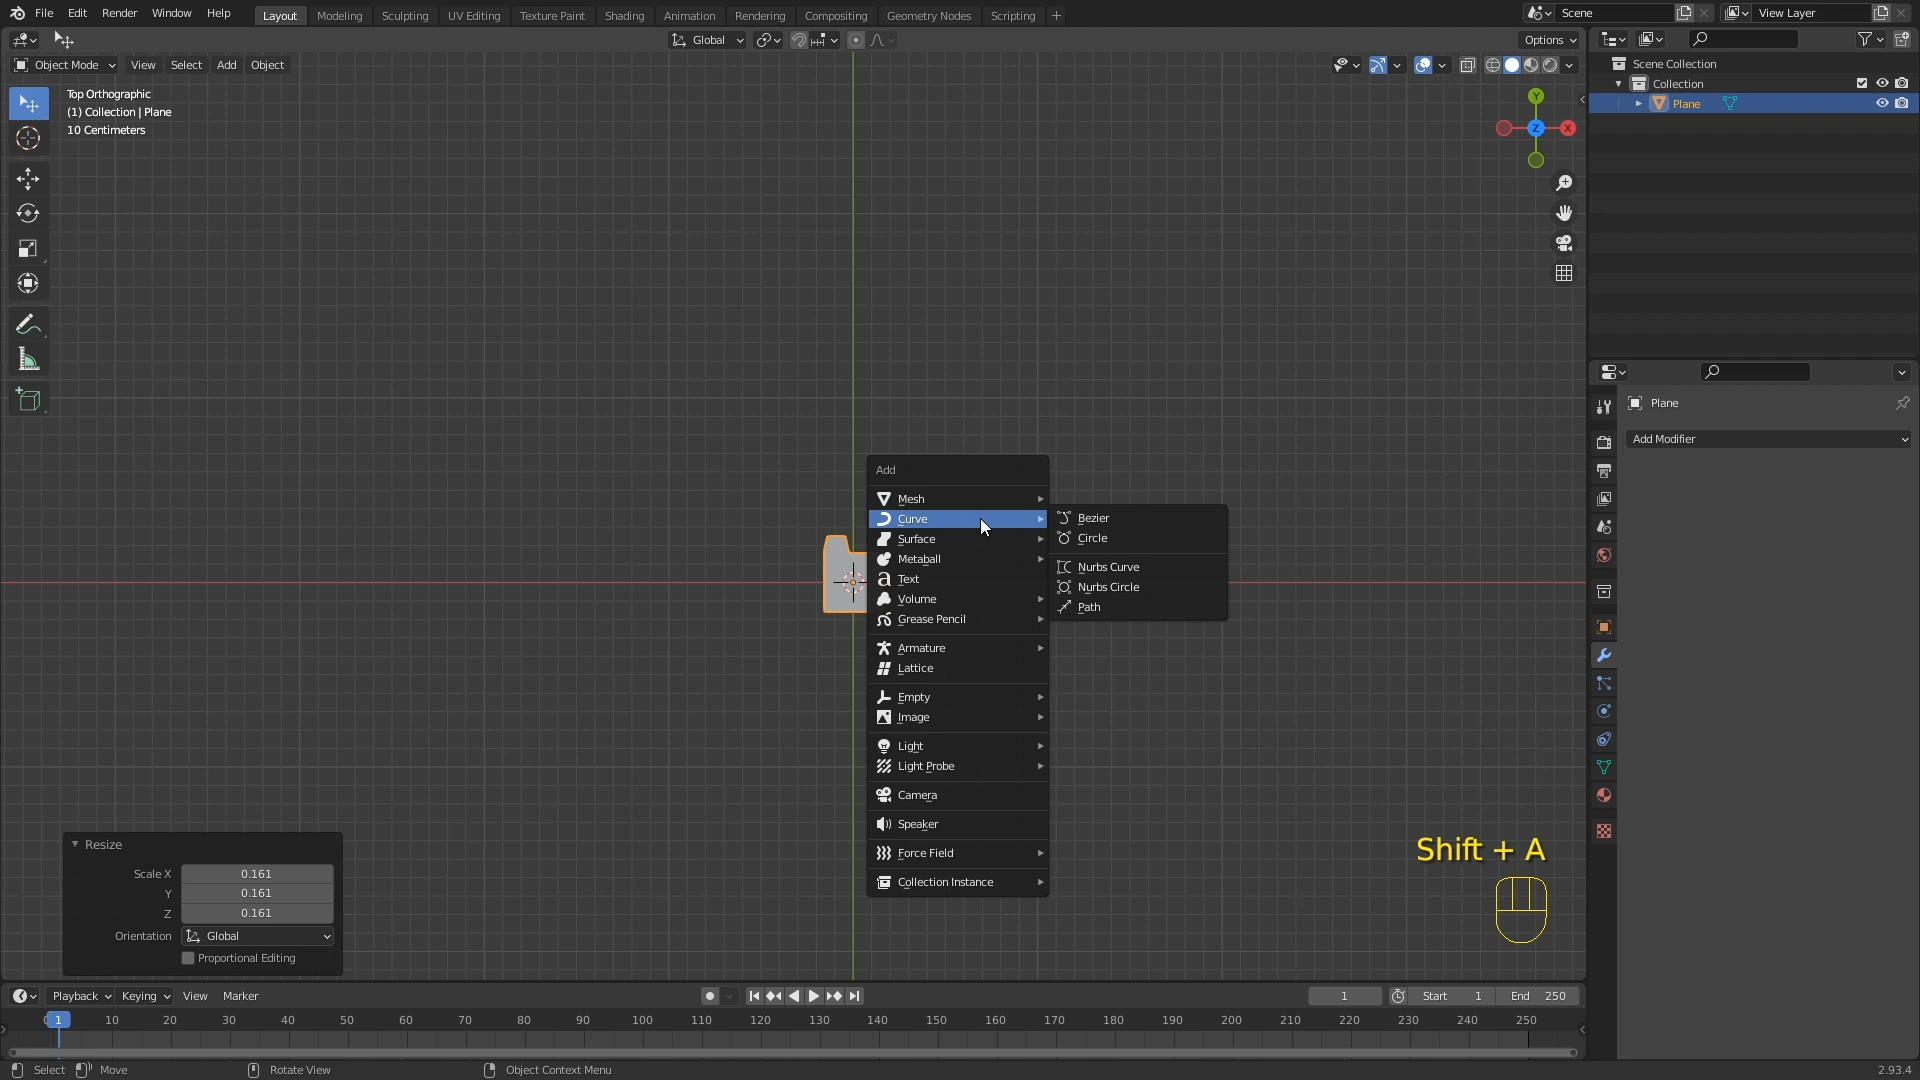 File Edit Render Window Help Layout Modeling Sculpting UV Editing Texture Paint Shading Animation Rendering Compositing Geometry Nodes Scripting Scene View Layer
Global Options
Object Mode View Select Add Object
Top Orthographic
(1) Collection | Plane
10 Centimeters
Y
Z
X
Scene Collection
Collection
Plane
Plane
Add Modifier
Add
Mesh
Curve
Surface
Metaball
Text
Volume
Grease Pencil
Armature
Lattice
Empty
Image
Light
Light Probe
Camera
Speaker
Force Field
Collection Instance
Bezier
Circle
Nurbs Curve
Nurbs Circle
Path
Shift + A
Resize
Scale X 0.161
Y 0.161
Z 0.161
Orientation Global
Proportional Editing
Playback Keying View Marker 1 Start 1 End 250
1 10 20 30 40 50 60 70 80 90 100 110 120 130 140 150 160 170 180 190 200 210 220 230 240 250
Select Move Rotate View Object Context Menu 2.93.4